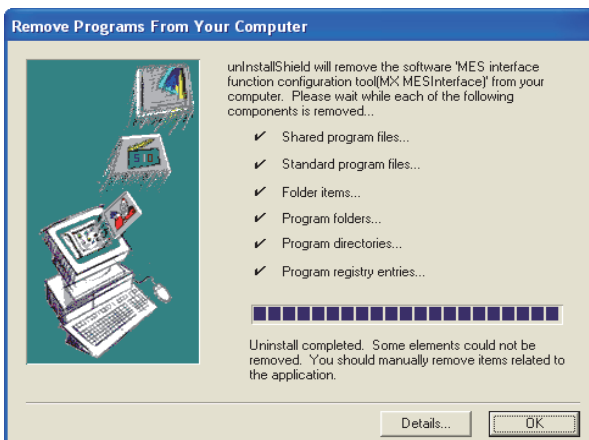 Remove Programs From Your Computer
unInstallShield will remove the software 'MES interface
function configuration tool(MX MESInterface)' from your
computer. Please wait while each of the following
components is removed...
✔ Shared program files...
✔ Standard program files...
✔ Folder items...
✔ Program folders...
✔ Program directories...
✔ Program registry entries...
Uninstall completed. Some elements could not be
removed. You should manually remove items related to
the application.
Details... OK